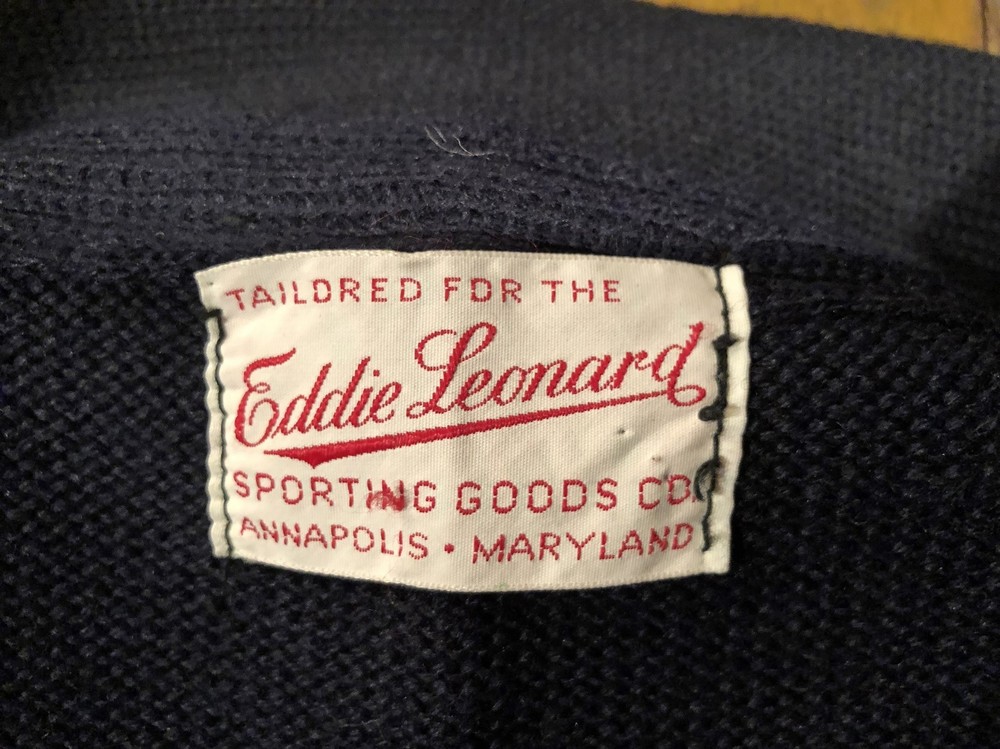 TAILORED FOR THE
Eddie Leonard
SPORTING GOODS CO.
ANNAPOLIS • MARYLAND